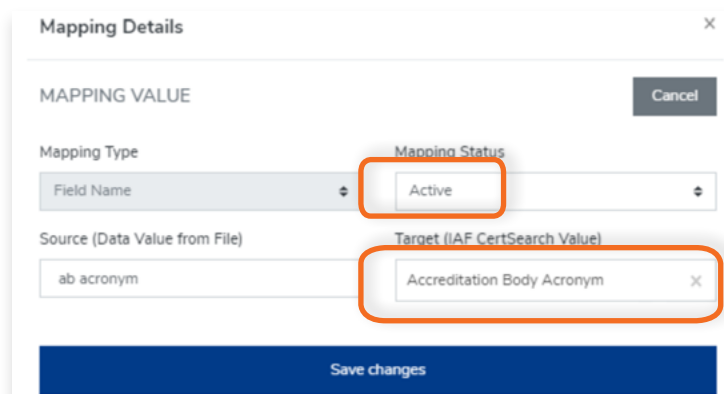 Mapping Details
MAPPING VALUE
Cancel
Mapping Type
Mapping Status
Field Name
Active
Source (Data Value from File)
Target (IAF CertSearch Value)
ab acronym
Accreditation Body Acronym
Save changes